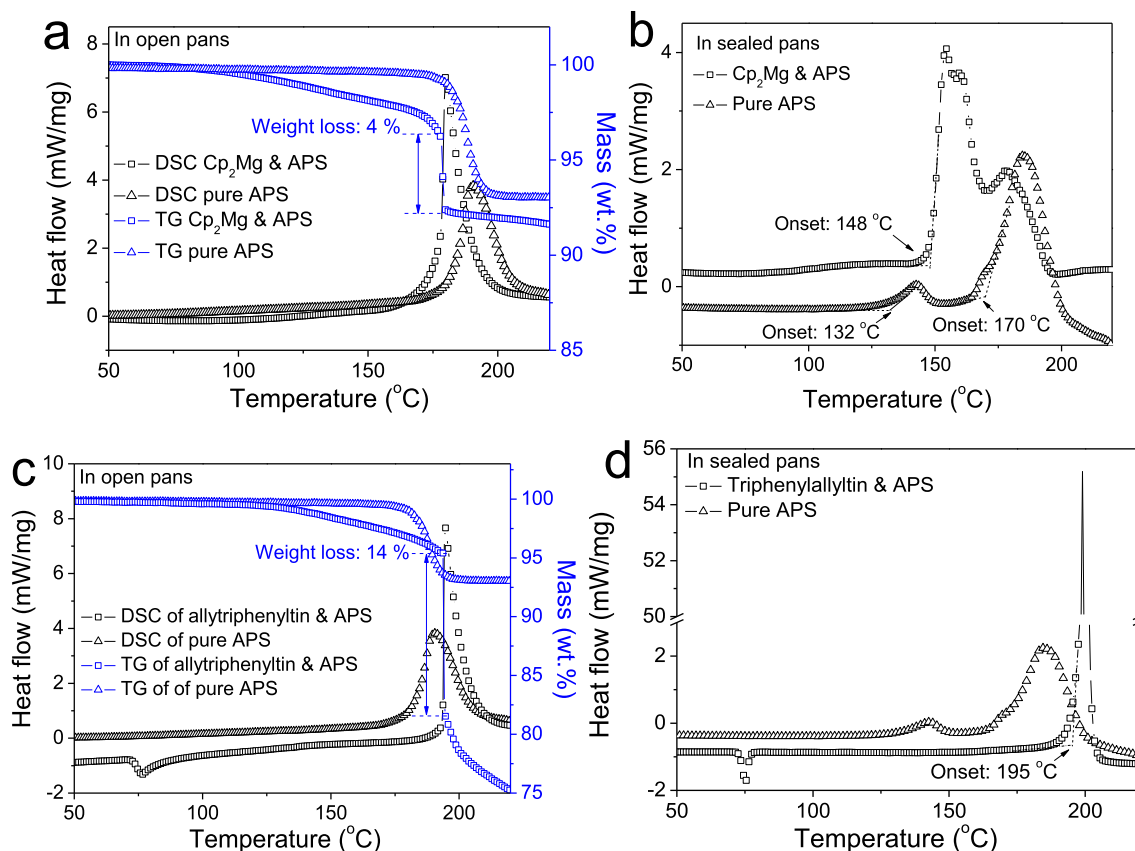 a
In open pans
Weight loss: 4 %
DSC Cp2Mg & APS
DSC pure APS
TG Cp2Mg & APS
TG pure APS
Heat flow (mW/mg)
8
6
4
2
0
Mass (wt.%)
100
95
90
85
50
100
150
200
Temperature (°C)
b
In sealed pans
Cp2Mg & APS
Pure APS
Onset: 148 °C
Onset: 132 °C
Onset: 170 °C
Heat flow (mW/mg)
4
2
0
50
100
150
200
Temperature (°C)
c
In open pans
Weight loss: 14 %
DSC of allytriphenyltin & APS
DSC of pure APS
TG of allytriphenyltin & APS
TG of of pure APS
Heat flow (mW/mg)
10
8
6
4
2
0
-2
Mass (wt.%)
100
95
90
85
80
75
50
100
150
200
Temperature (°C)
d
In sealed pans
Triphenylallyltin & APS
Pure APS
Onset: 195 °C
Heat flow (mW/mg)
56
54
52
50
2
0
-2
50
100
150
200
Temperature (°C)